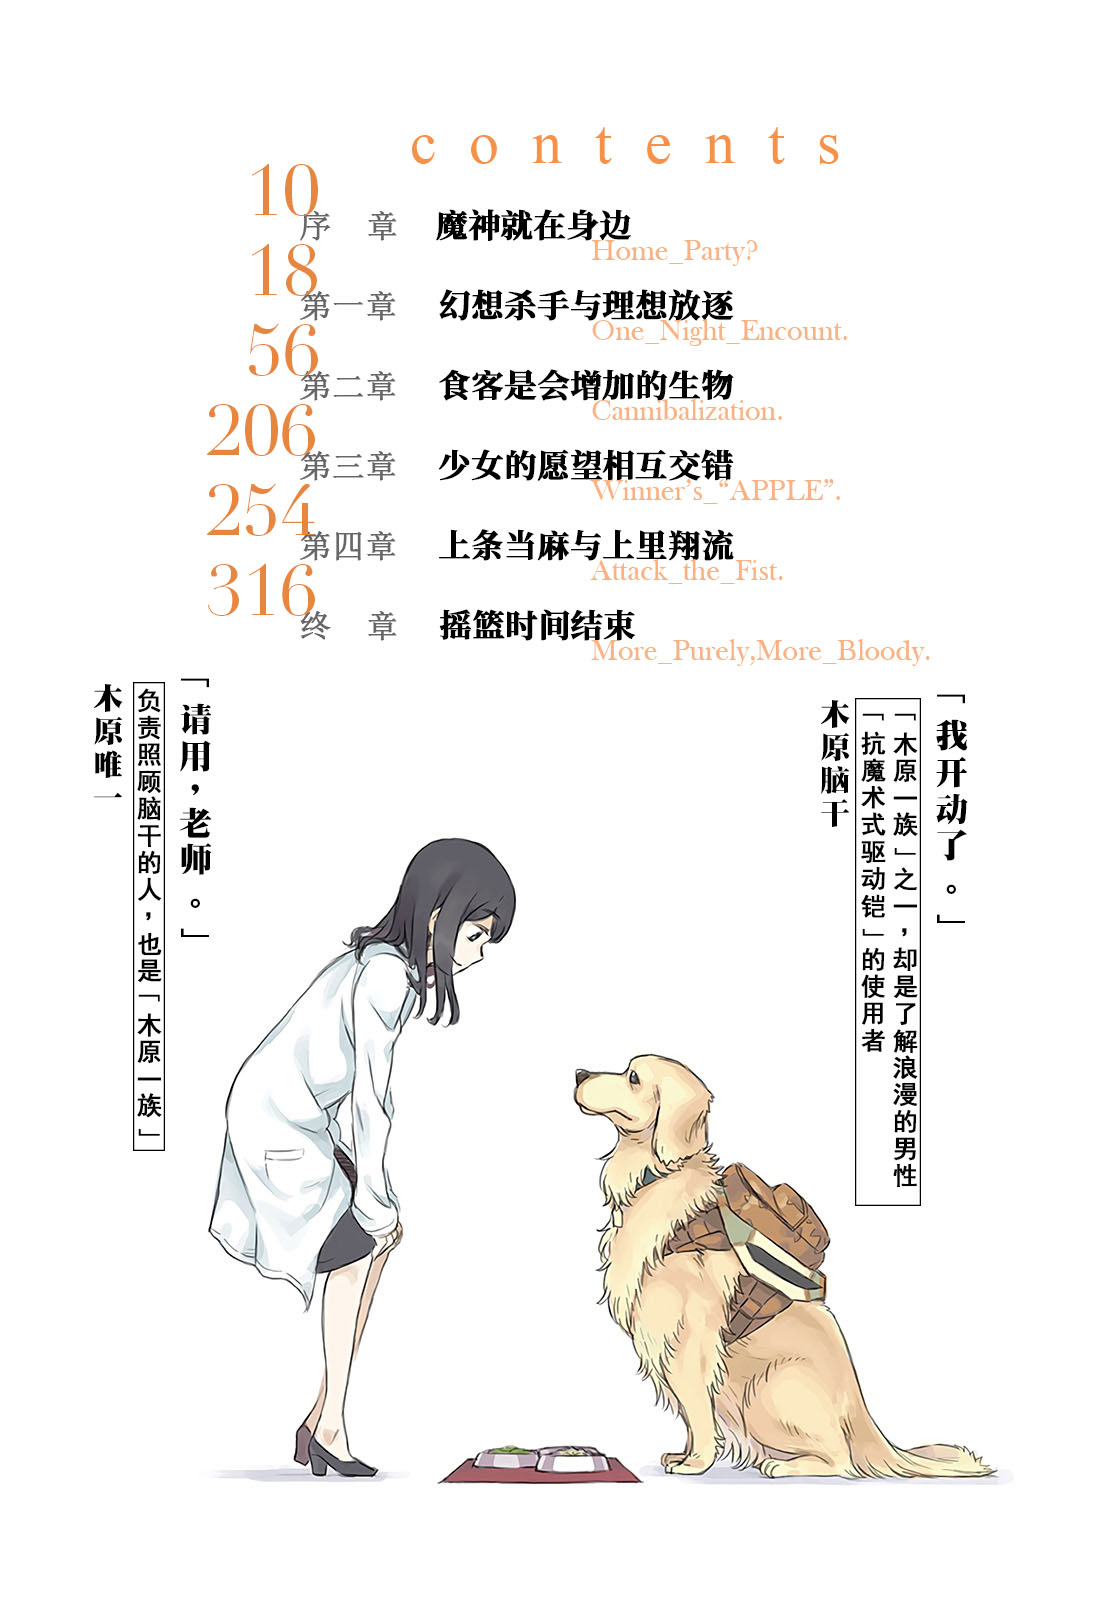 contents
10
序 章 魔神就在身边
Home_Party?
18
第一章 幻想杀手与理想放逐
One_Night_Encount.
56
第二章 食客是会增加的生物
Cannibalization.
206
第三章 少女的愿望相互交错
Winner's_“APPLE”.
254
第四章 上条当麻与上里翔流
Attack_the_Fist.
316
终 章 摇篮时间结束
More_Purely,More_Bloody.
「我开动了。」
「木原一族」之一，却是了解浪漫的男性
「抗魔术式驱动铠」的使用者
木原脑干
「请用，老师。」
负责照顾脑干的人，也是「木原一族」
木原唯一